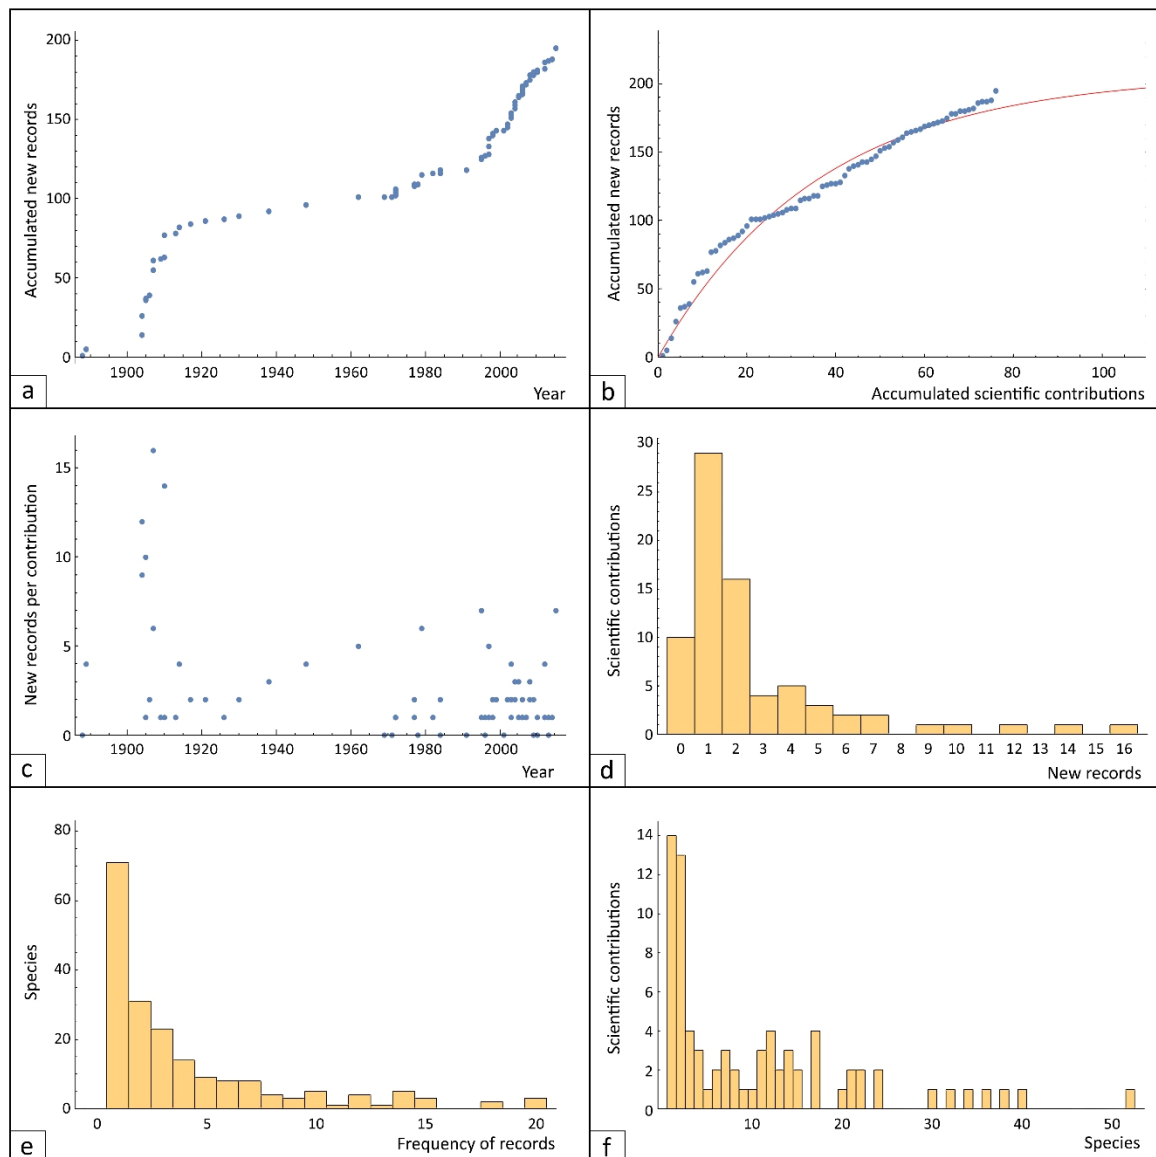 200
150
100
50
0
1900 1920 1940 1960 1980 2000
Accumulated new records
Year
a
200
150
100
50
0
0 20 40 60 80 100
Accumulated new records
Accumulated scientific contributions
b
15
10
5
0
1900 1920 1940 1960 1980 2000
New records per contribution
Year
c
30
25
20
15
10
5
0
0 1 2 3 4 5 6 7 8 9 10 11 12 13 14 15 16
Scientific contributions
New records
d
80
60
40
20
0
0 5 10 15 20
Species
Frequency of records
e
14
12
10
8
6
4
2
0
10 20 30 40 50
Scientific contributions
Species
f